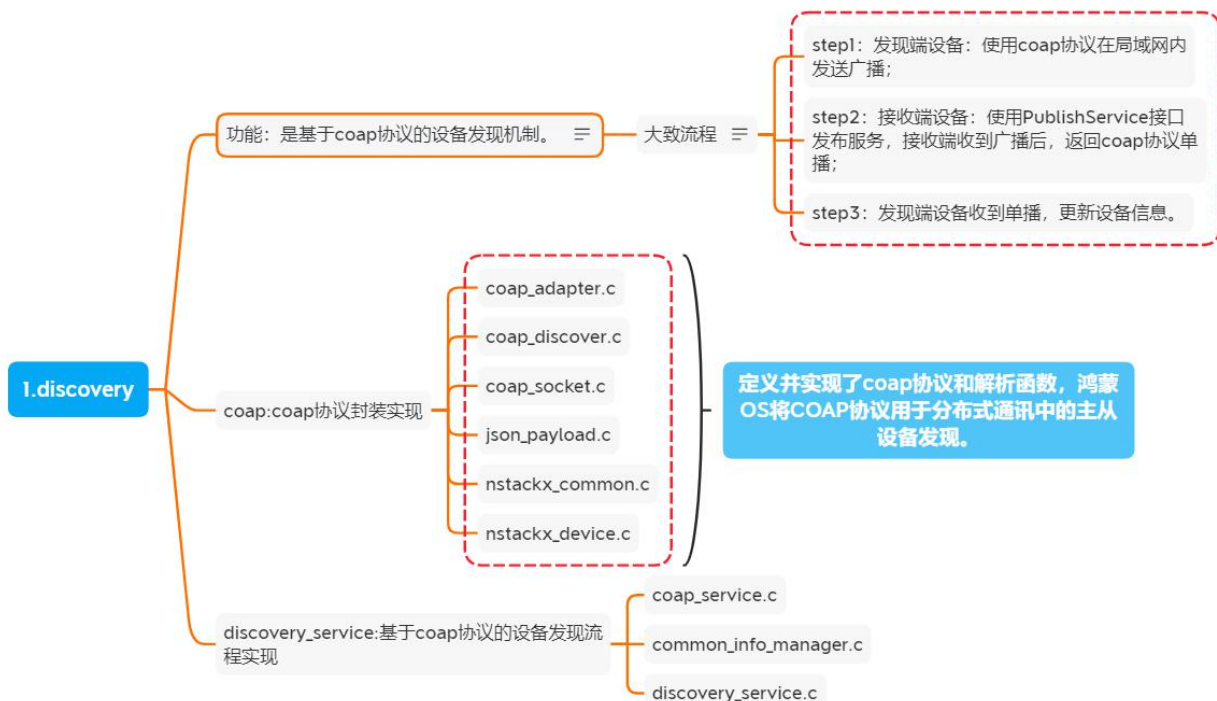 1.discovery
功能：是基于coap协议的设备发现机制。
大致流程
step1：发现端设备：使用coap协议在局域网内
发送广播；
step2：接收端设备：使用PublishService接口
发布服务，接收端收到广播后，返回coap协议单
播；
step3：发现端设备收到单播，更新设备信息。
coap:coap协议封装实现
coap_adapter.c
coap_discover.c
coap_socket.c
json_payload.c
nstackx_common.c
nstackx_device.c
定义并实现了coap协议和解析函数，鸿蒙
OS将COAP协议用于分布式通讯中的主从
设备发现。
discovery_service:基于coap协议的设备发现流
程实现
coap_service.c
common_info_manager.c
discovery_service.c